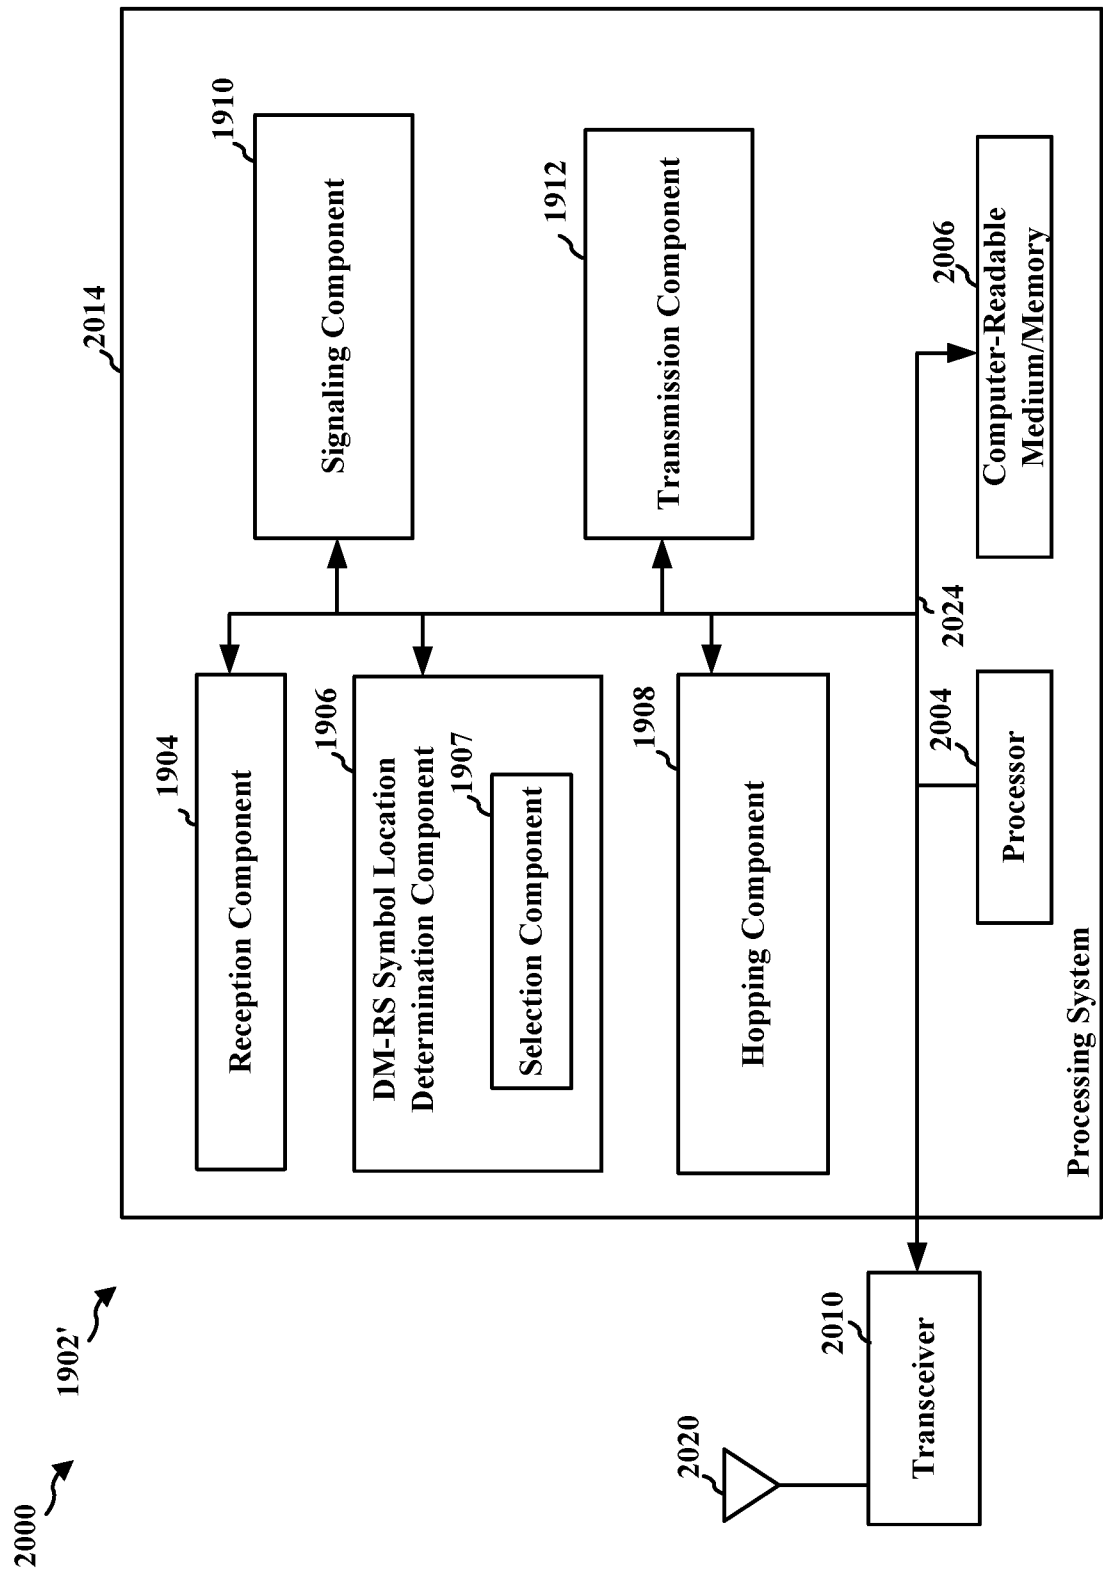 2000
1902'
2014
1904
Reception Component
1910
Signaling Component
1906
DM-RS Symbol Location
Determination Component
1907
Selection Component
1912
Transmission Component
1908
Hopping Component
2020
2010
Transceiver
2004
Processor
2024
2006
Computer-Readable
Medium/Memory
Processing System